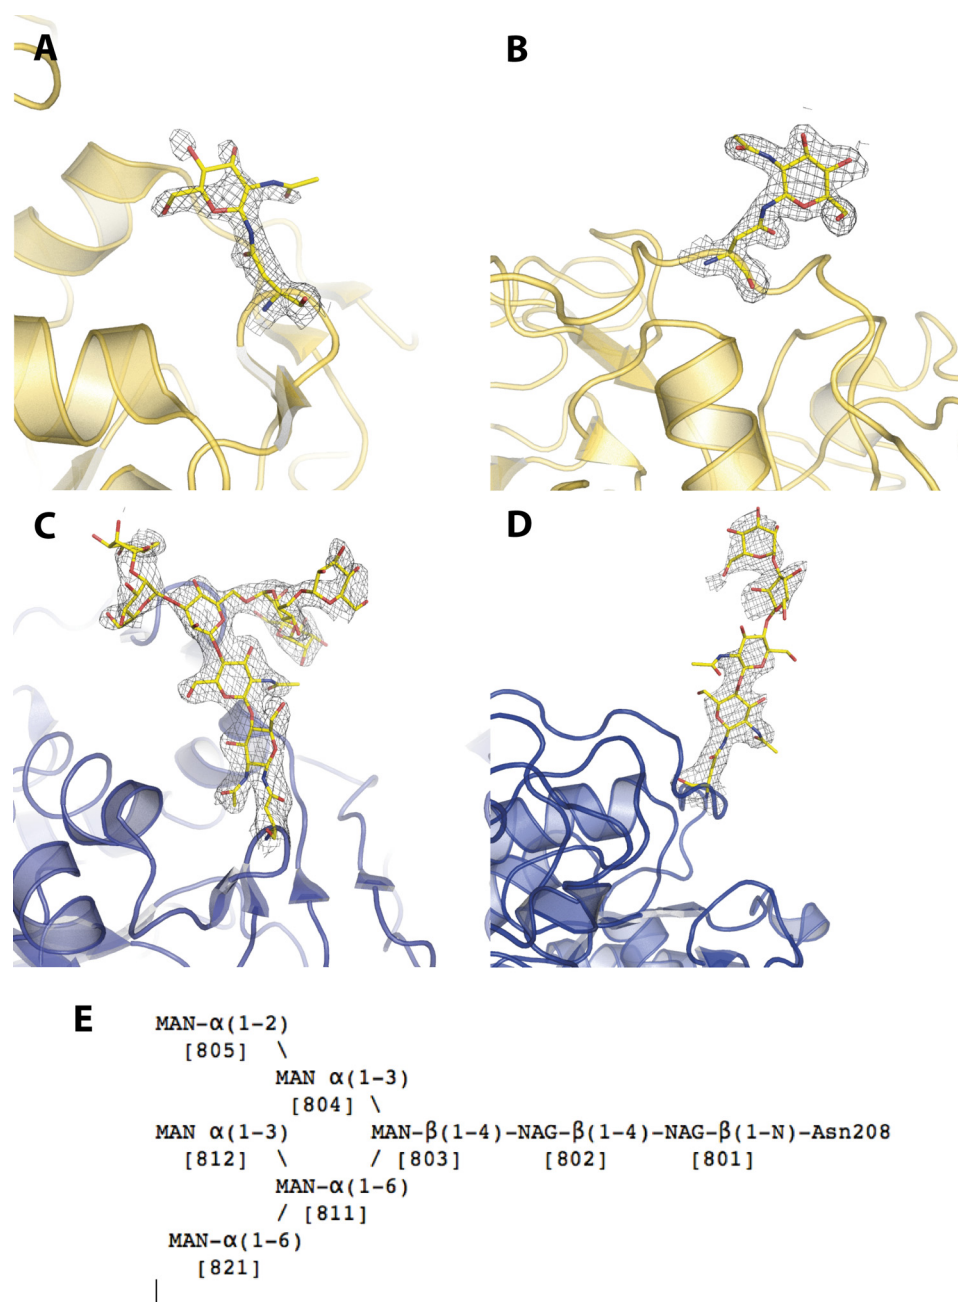 A
B
C
D
E
MAN-α(1-2)
[805] \
MAN α(1-3)
[804] \
MAN α(1-3) MAN-β(1-4)-NAG-β(1-4)-NAG-β(1-N)-Asn208
[812] \ / [803] [802] [801]
MAN-α(1-6)
/ [811]
MAN-α(1-6)
[821]